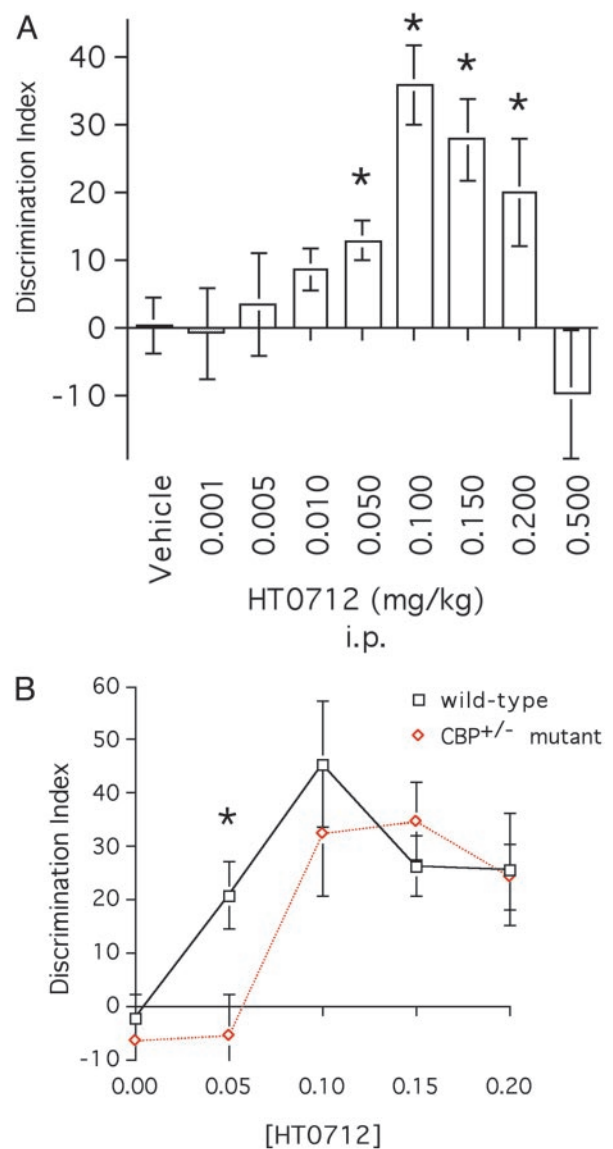 A
Discrimination Index
40
30
20
10
0
-10
*
*
*
*
Vehicle
0.001
0.005
0.010
0.050
0.100
0.150
0.200
0.500
HT0712 (mg/kg)
i.p.
B
Discrimination Index
60
50
40
30
20
10
0
-10
wild-type
CBP+/- mutant
*
0.00 0.05 0.10 0.15 0.20
[HT0712]